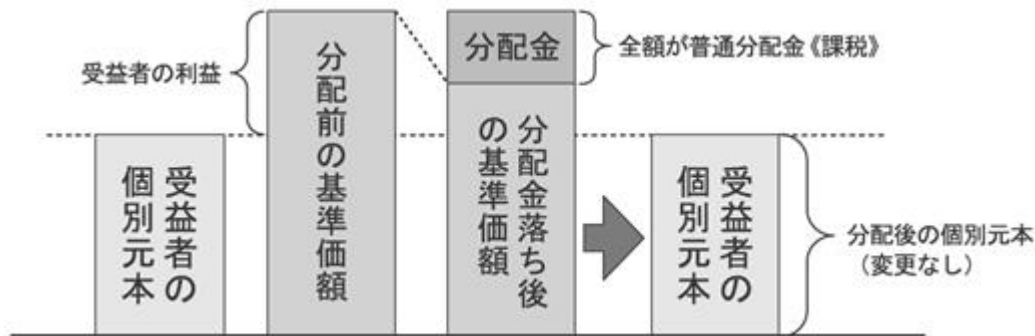 受益者の利益
受益者の
個別元本
分配前の基準価額
分配金
全額が普通分配金《課税》
分配金落ち後
の基準価額
受益者の
個別元本
分配後の個別元本
（変更なし）